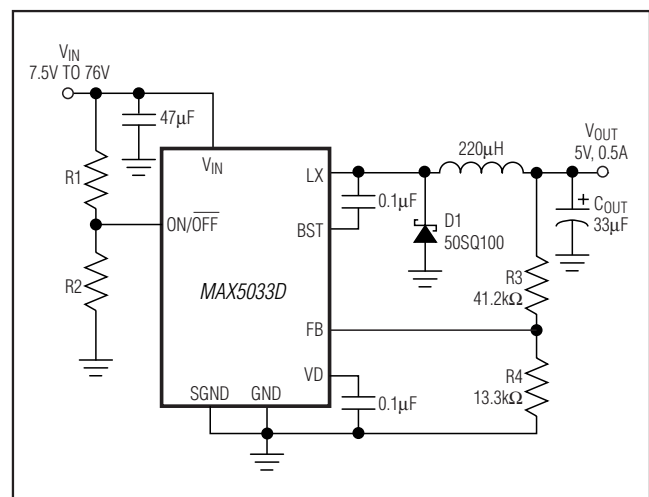 VIN
7.5V TO 76V
47µF
R1
R2
VIN
ON/OFF
MAX5033D
SGND
GND
LX
BST
FB
VD
0.1µF
0.1µF
D1
50SQ100
220µH
VOUT
5V, 0.5A
+
COUT
33µF
R3
41.2kΩ
R4
13.3kΩ